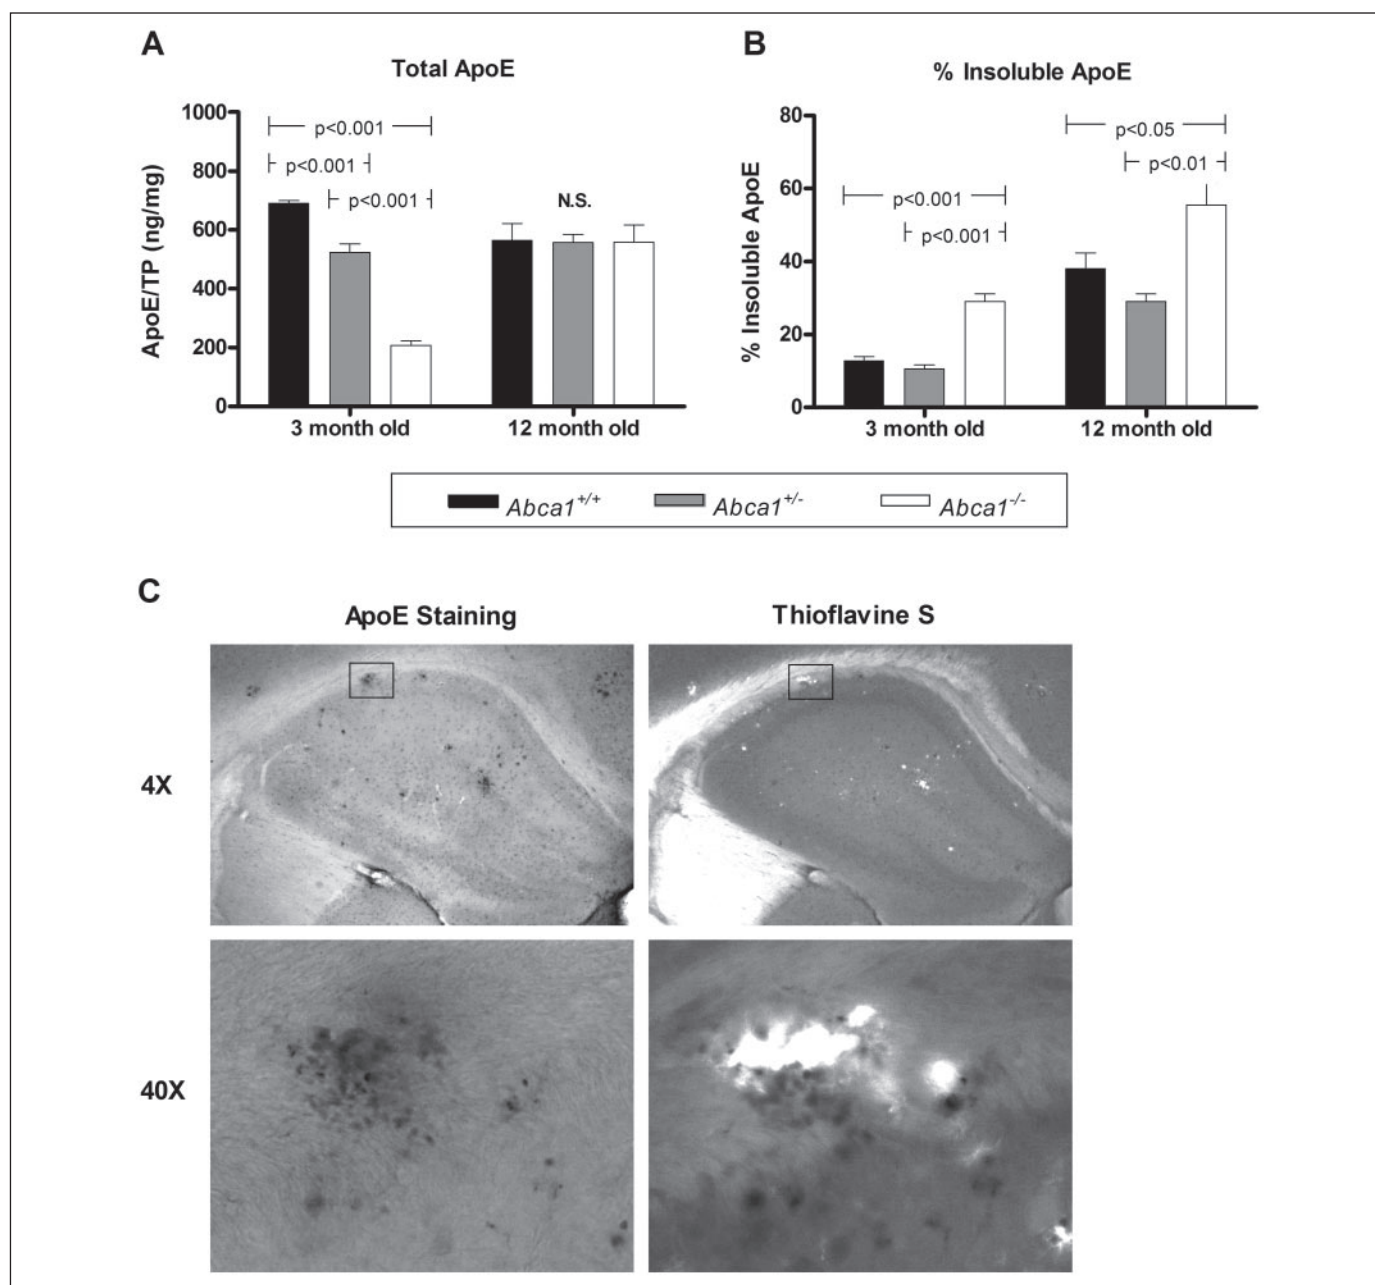 A
Total ApoE
ApoE/TP (ng/mg)
1000
800
600
400
200
0
p<0.001
p<0.001
p<0.001
N.S.
3 month old
12 month old
B
% Insoluble ApoE
% Insoluble ApoE
80
60
40
20
0
p<0.001
p<0.001
p<0.05
p<0.01
3 month old
12 month old
Abca1+/+
Abca1+/-
Abca1-/-
C
ApoE Staining
Thioflavine S
4X
40X